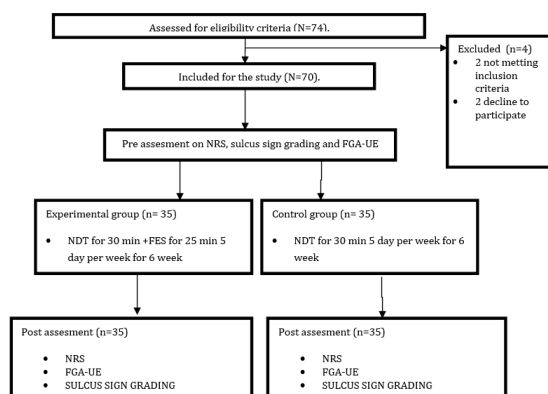 Assessed for eligibility criteria (N=74).
Excluded (n=4)
• 2 not metting
inclusion
criteria
• 2 decline to
participate
Included for the study (N=70).
Pre assesment on NRS, sulcus sign grading and FGA-UE
Experimental group (n= 35)
• NDT for 30 min +FES for 25 min 5
day per week for 6 week
Control group (n= 35)
• NDT for 30 min 5 day per week for 6
week
Post assesment (n=35)
• NRS
• FGA-UE
• SULCUS SIGN GRADING
Post assesment (n=35)
• NRS
• FGA-UE
• SULCUS SIGN GRADING